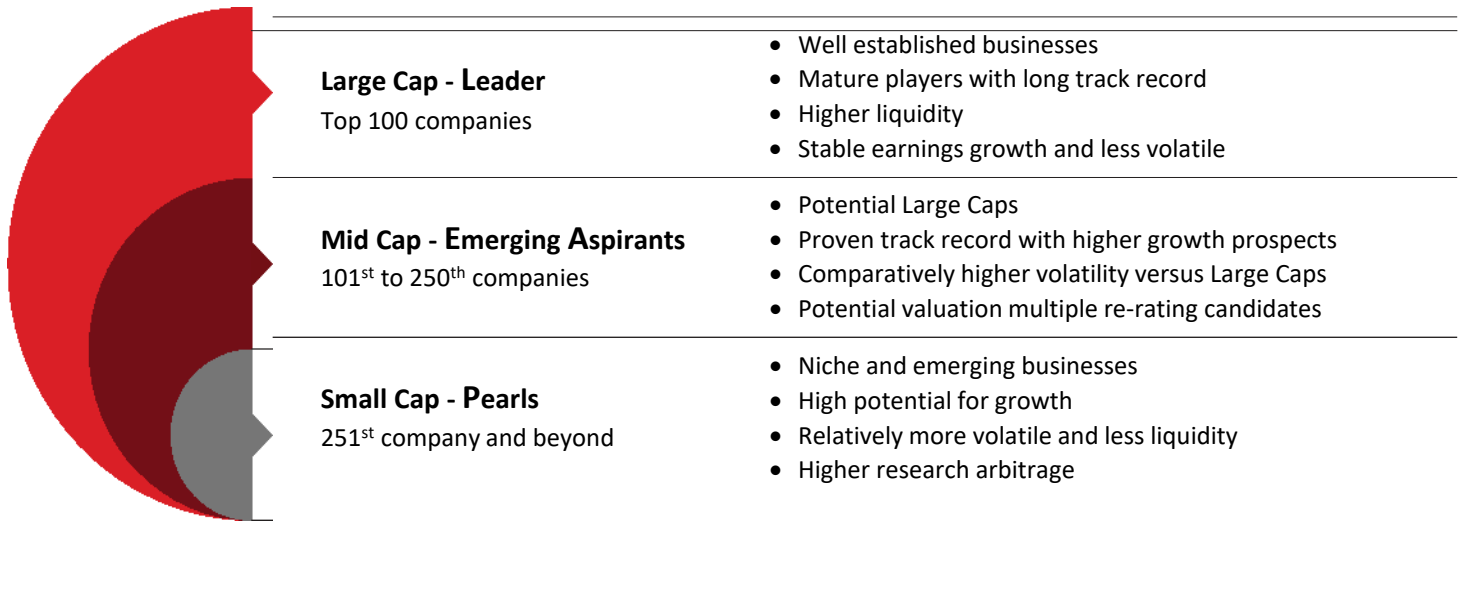 Large Cap - Leader
Top 100 companies
• Well established businesses
• Mature players with long track record
• Higher liquidity
• Stable earnings growth and less volatile
Mid Cap - Emerging Aspirants
101st to 250th companies
• Potential Large Caps
• Proven track record with higher growth prospects
• Comparatively higher volatility versus Large Caps
• Potential valuation multiple re-rating candidates
Small Cap - Pearls
251st company and beyond
• Niche and emerging businesses
• High potential for growth
• Relatively more volatile and less liquidity
• Higher research arbitrage